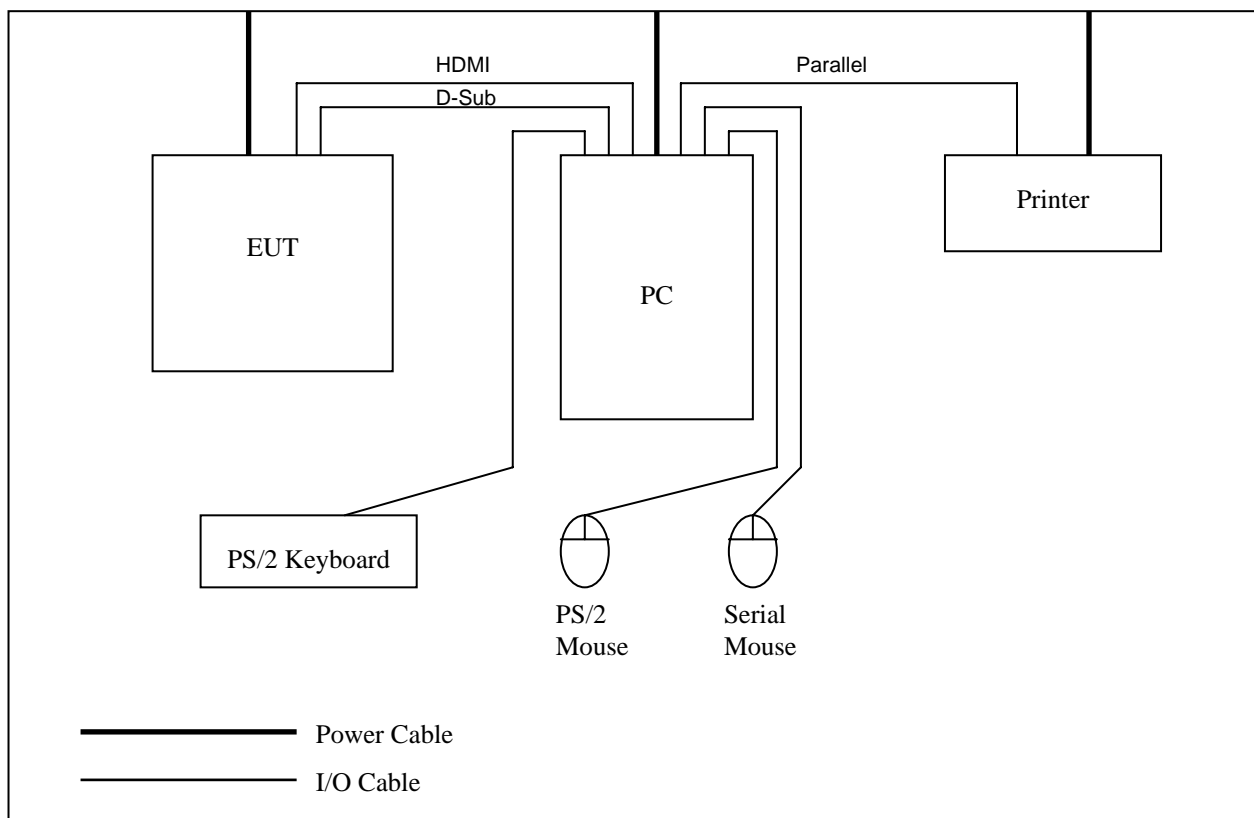 HDMI
Parallel
D-Sub
Printer
EUT
PC
PS/2 Keyboard
PS/2
Mouse
Serial
Mouse
Power Cable
I/O Cable